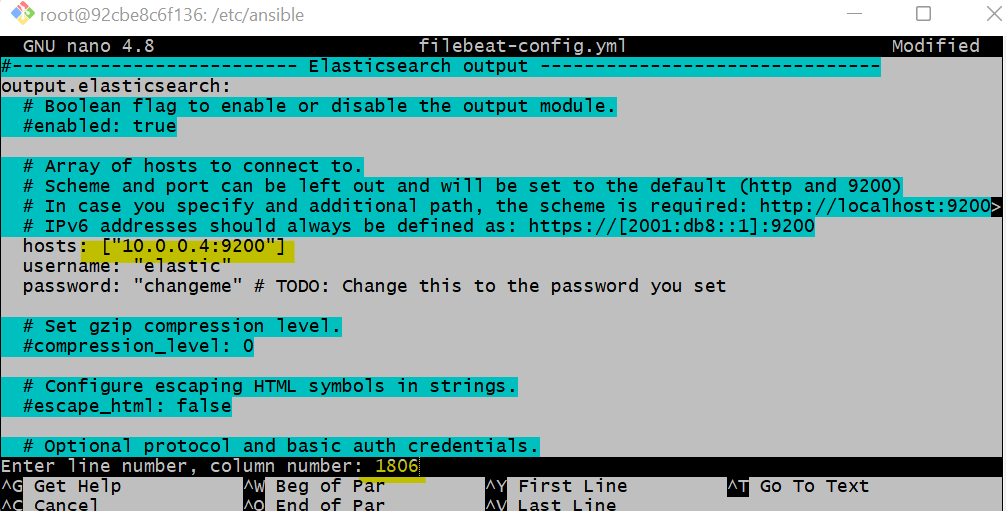 root@92cbe8c6f136: /etc/ansible
GNU nano 4.8 filebeat-config.yml Modified
#-------------------------- Elasticsearch output -------------------------------
output.elasticsearch:
# Boolean flag to enable or disable the output module.
#enabled: true
# Array of hosts to connect to.
# Scheme and port can be left out and will be set to the default (http and 9200)
# In case you specify and additional path, the scheme is required: http://localhost:9200>
# IPv6 addresses should always be defined as: https://[2001:db8::1]:9200
hosts: ["10.0.0.4:9200"]
username: "elastic"
password: "changeme" # TODO: Change this to the password you set
# Set gzip compression level.
#compression_level: 0
# Configure escaping HTML symbols in strings.
#escape_html: false
# Optional protocol and basic auth credentials.
Enter line number, column number: 1806
^G Get Help ^W Beg of Par ^Y First Line ^T Go To Text
^C Cancel ^O End of Par ^V Last Line